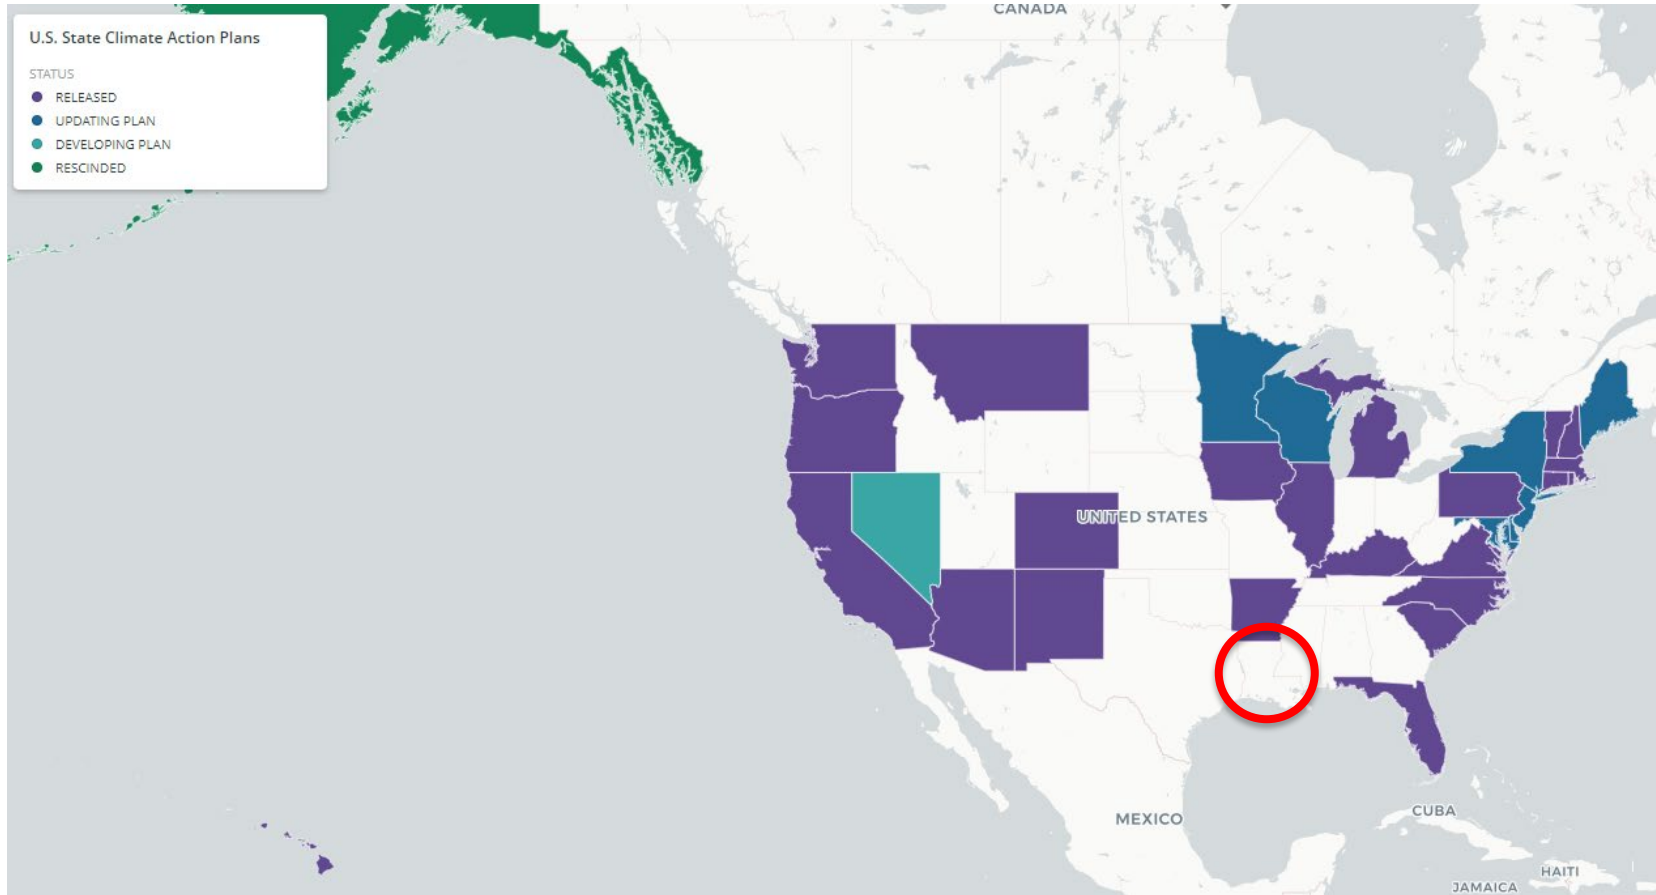 CANADA
U.S. State Climate Action Plans
STATUS
RELEASED
UPDATING PLAN
DEVELOPING PLAN
RESCINDED
UNITED STATES
MEXICO
CUBA
HAITI
JAMAICA